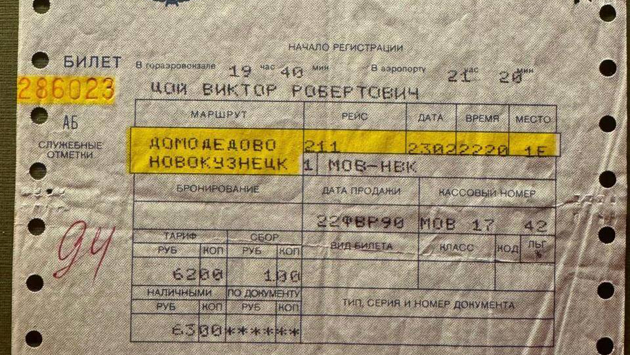 НАЧАЛО РЕГИСТРАЦИИ
БИЛЕТ В гораэровокзале 19 час 40 мин В аэропорту 21 час 20 мин
286023 ЦОЙ ВИКТОР РОБЕРТОВИЧ
АБ МАРШРУТ РЕЙС ДАТА ВРЕМЯ МЕСТО
СЛУЖЕБНЫЕ ДОМОДЕДОВО 211 2302 2220 1Е
ОТМЕТКИ НОВОКУЗНЕЦК 1 МОВ-НВК
БРОНИРОВАНИЕ ДАТА ПРОДАЖИ КАССОВЫЙ НОМЕР
22ФВР90 МОВ 17 42
94 ТАРИФ СБОР ВИД БИЛЕТА КЛАСС КОД ЛЬГ %
РУБ КОП РУБ КОП
6200 100
НАЛИЧНЫМИ ПО ДОКУМЕНТУ ТИП, СЕРИЯ И НОМЕР ДОКУМЕНТА
РУБ КОП РУБ КОП
6300 ******